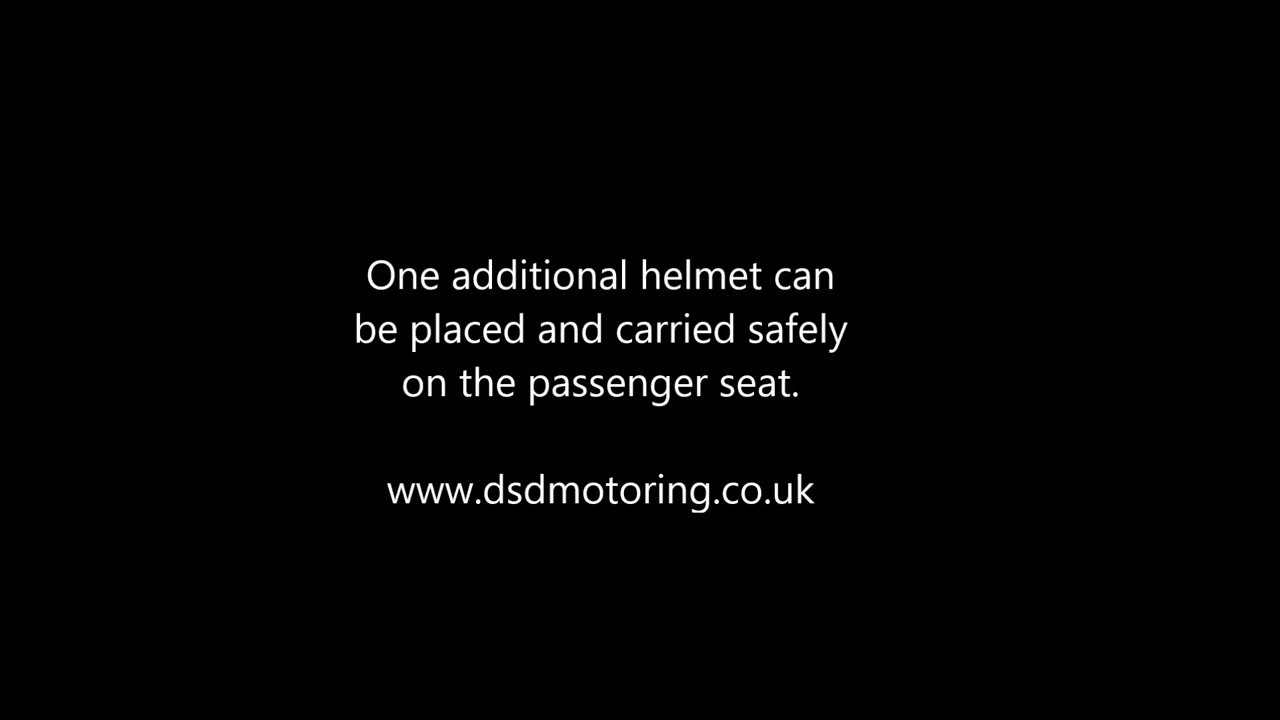 One additional helmet can
be placed and carried safely
on the passenger seat.
www.dsdmotoring.co.uk